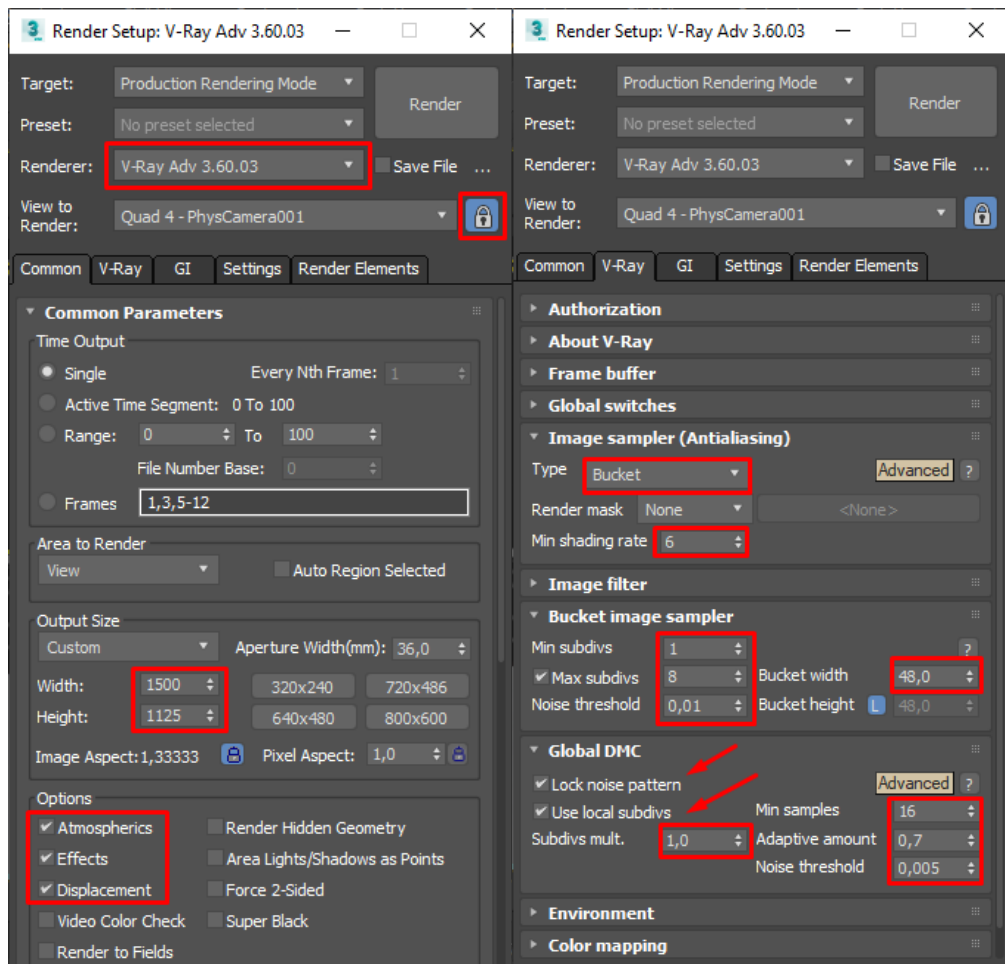 Render Setup: V-Ray Adv 3.60.03
Target: Production Rendering Mode
Render
Preset: No preset selected
Renderer: V-Ray Adv 3.60.03 Save File ...
View to Render: Quad 4 - PhysCamera001
Common V-Ray GI Settings Render Elements
Common Parameters
Time Output
Single Every Nth Frame: 1
Active Time Segment: 0 To 100
Range: 0 To 100
File Number Base: 0
Frames 1,3,5-12
Area to Render
View Auto Region Selected
Output Size
Custom Aperture Width(mm): 36,0
Width: 1500 320x240 720x486
Height: 1125 640x480 800x600
Image Aspect: 1,33333 Pixel Aspect: 1,0
Options
Atmospherics Render Hidden Geometry
Effects Area Lights/Shadows as Points
Displacement Force 2-Sided
Video Color Check Super Black
Render to Fields
Render Setup: V-Ray Adv 3.60.03
Target: Production Rendering Mode
Render
Preset: No preset selected
Renderer: V-Ray Adv 3.60.03 Save File ...
View to Render: Quad 4 - PhysCamera001
Common V-Ray GI Settings Render Elements
Authorization
About V-Ray
Frame buffer
Global switches
Image sampler (Antialiasing)
Type Bucket Advanced ?
Render mask None <None>
Min shading rate 6
Image filter
Bucket image sampler
Min subdivs 1 ?
Max subdivs 8 Bucket width 48,0
Noise threshold 0,01 Bucket height L 48,0
Global DMC
Lock noise pattern Advanced ?
Use local subdivs Min samples 16
Subdivs mult. 1,0 Adaptive amount 0,7
Noise threshold 0,005
Environment
Color mapping